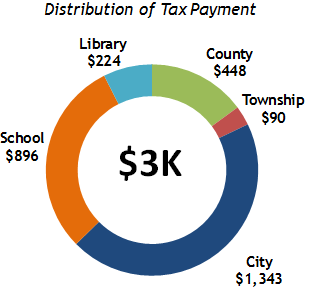 Distribution of Tax Payment
Library
$224
County
$448
Township
$90
School
$896
$3K
City
$1,343